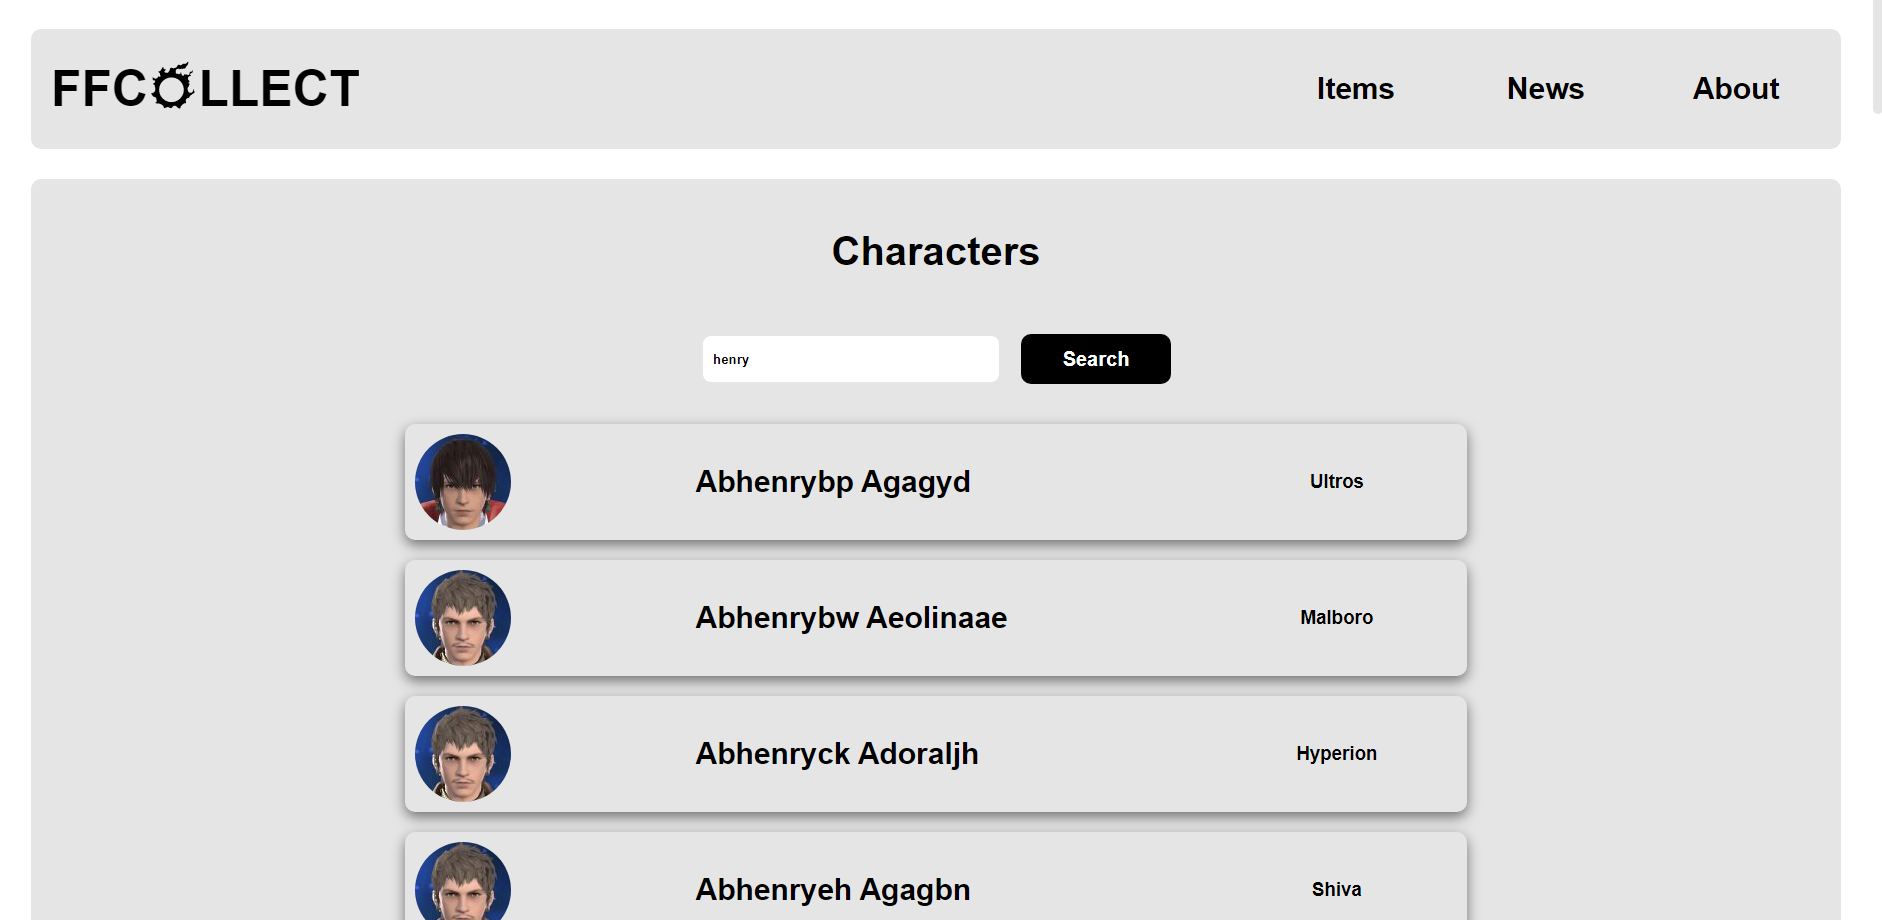 FFCOLLECT
Items News About
Characters
henry Search
Abhenrybp Agagyd Ultros
Abhenrybw Aeolinaae Malboro
Abhenryck Adoraljh Hyperion
Abhenryeh Agagbn Shiva